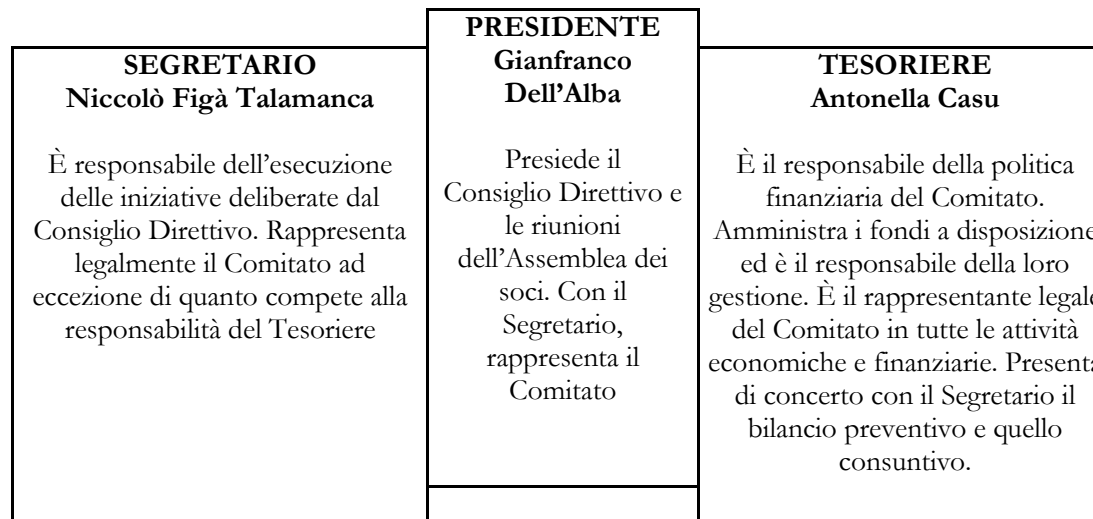 SEGRETARIO
Niccolò Figà Talamanca
È responsabile dell'esecuzione
delle iniziative deliberate dal
Consiglio Direttivo. Rappresenta
legalmente il Comitato ad
eccezione di quanto compete alla
responsabilità del Tesoriere
PRESIDENTE
Gianfranco
Dell'Alba
Presiede il
Consiglio Direttivo e
le riunioni
dell'Assemblea dei
soci. Con il
Segretario,
rappresenta il
Comitato
TESORIERE
Antonella Casu
È il responsabile della politica
finanziaria del Comitato.
Amministra i fondi a disposizione
ed è il responsabile della loro
gestione. È il rappresentante legale
del Comitato in tutte le attività
economiche e finanziarie. Presenta
di concerto con il Segretario il
bilancio preventivo e quello
consuntivo.